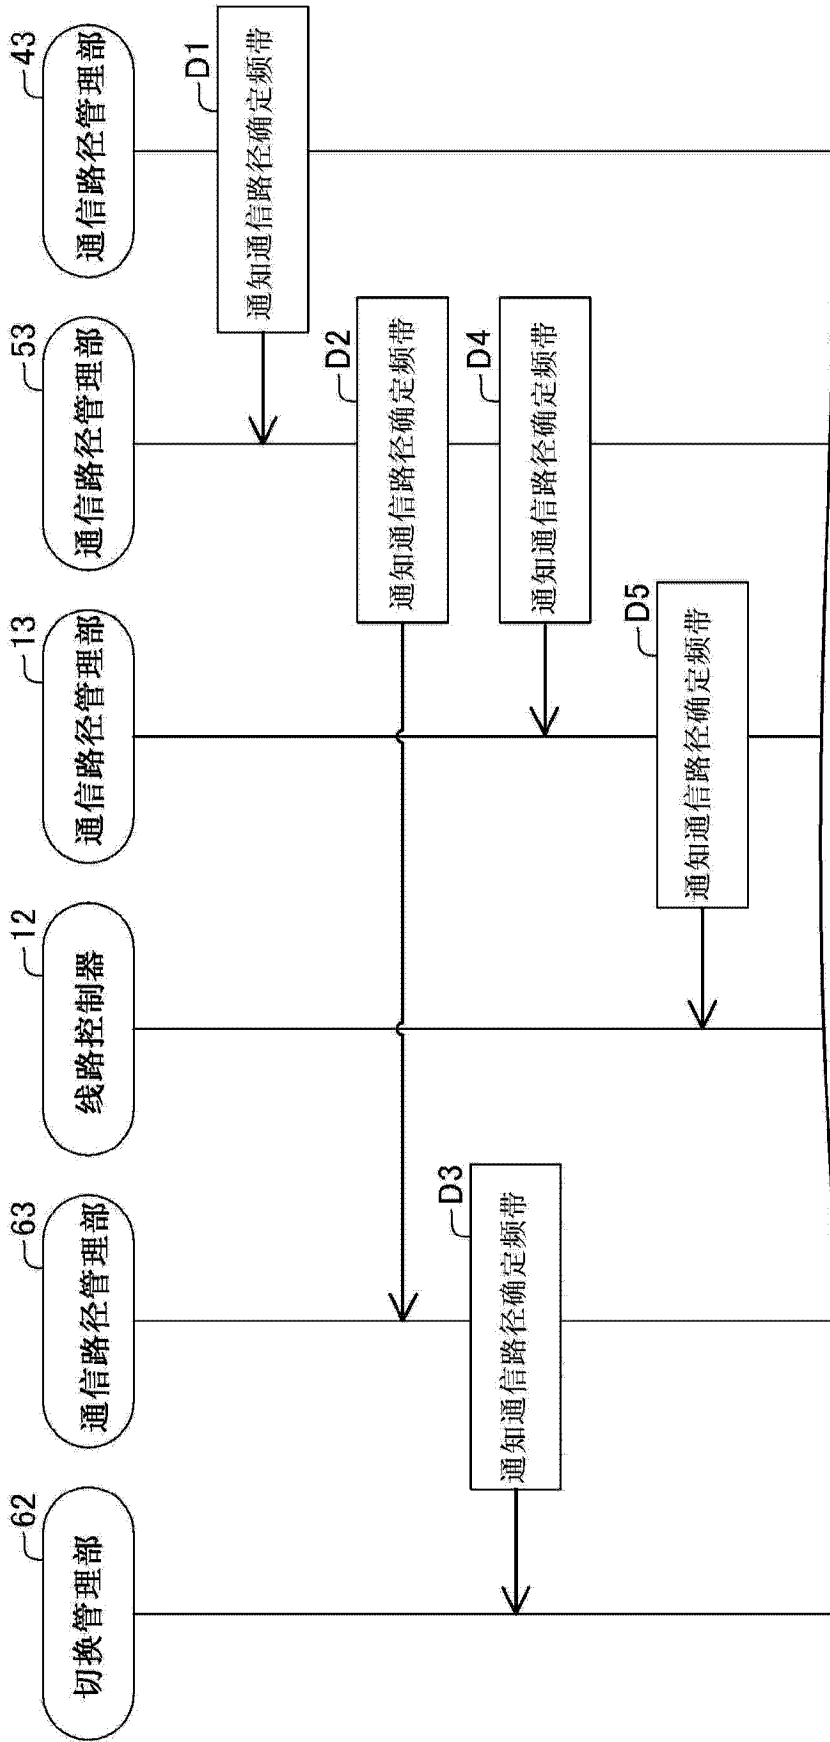 62
切换管理部
63
通信路径管理部
12
线路控制器
13
通信路径管理部
53
通信路径管理部
43
通信路径管理部
D1
通知通信路径确定频带
D2
通知通信路径确定频带
D3
通知通信路径确定频带
D4
通知通信路径确定频带
D5
通知通信路径确定频带